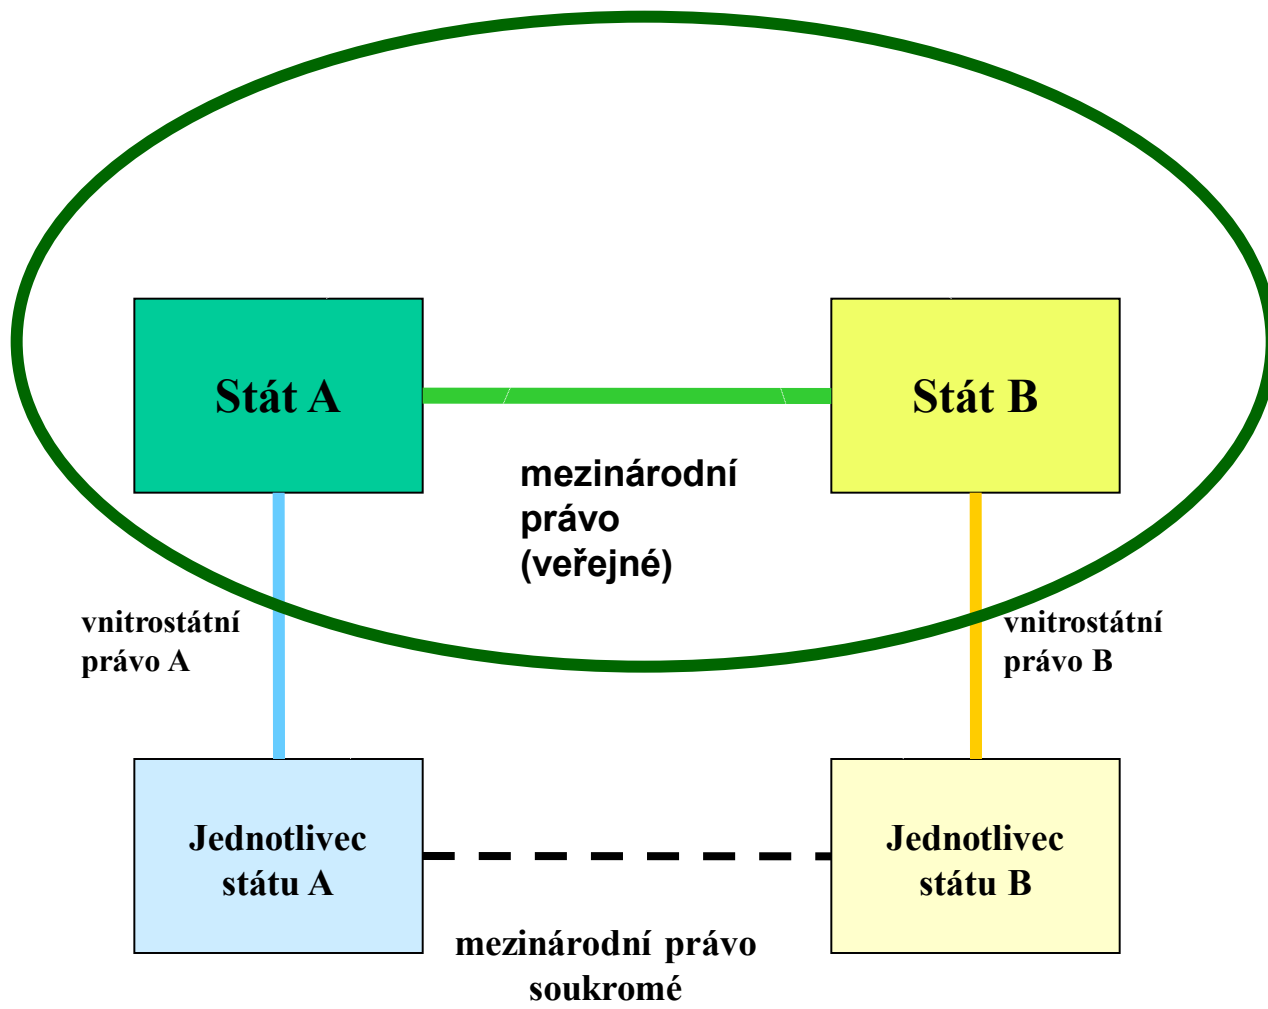 Stát A
Stát B
mezinárodní
právo
(veřejné)
vnitrostátní
právo A
vnitrostátní
právo B
Jednotlivec
státu A
Jednotlivec
státu B
mezinárodní právo
soukromé